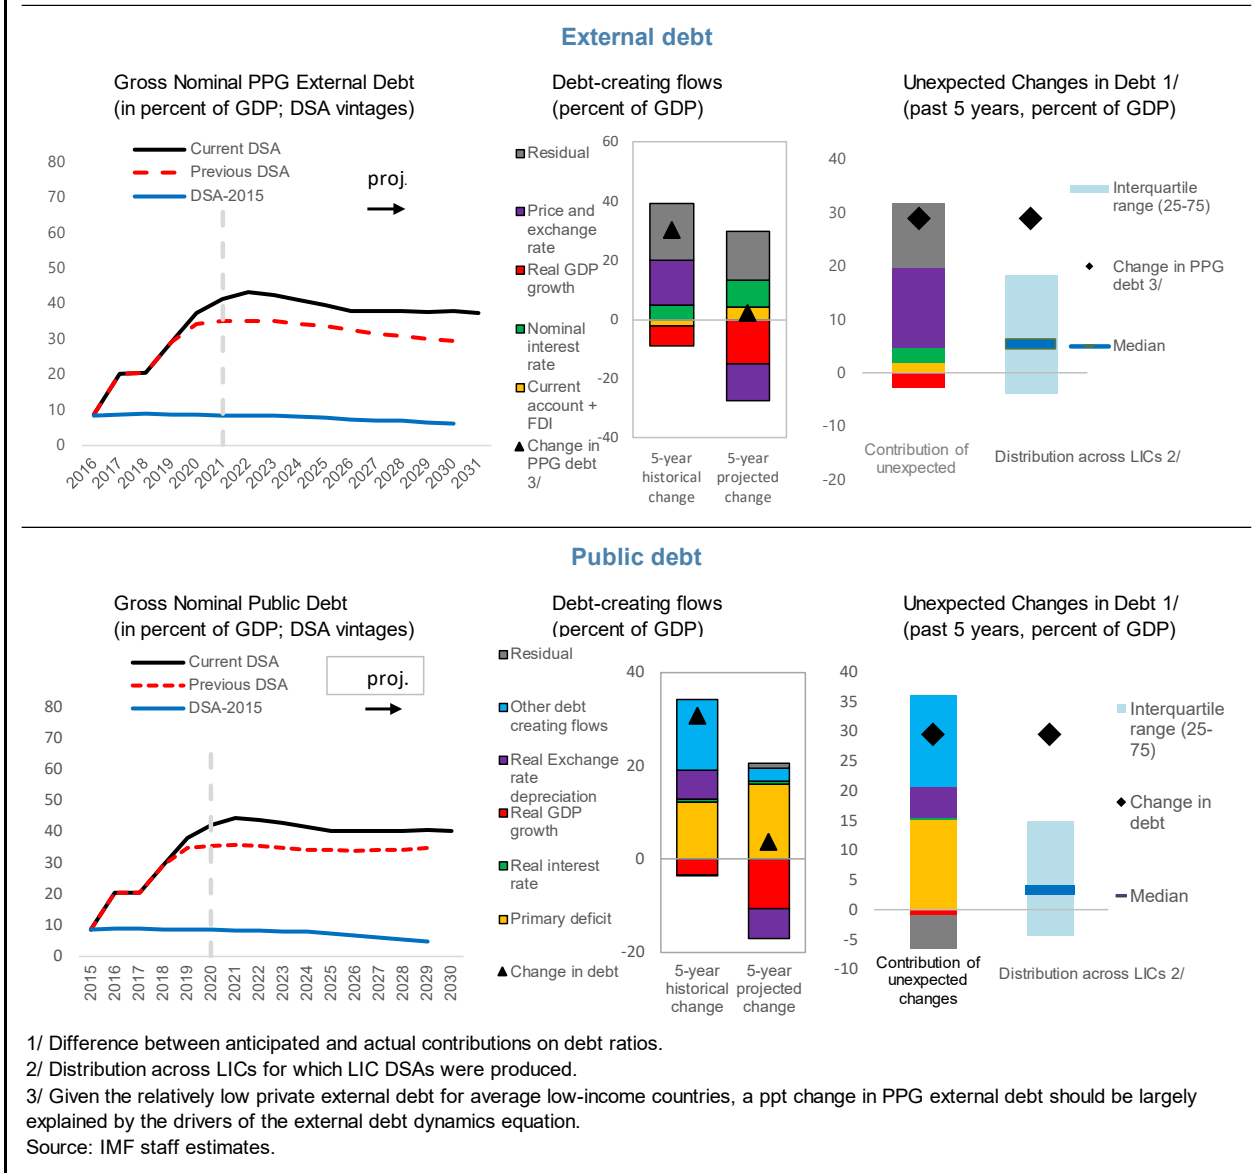 External debt
Gross Nominal PPG External Debt
(in percent of GDP; DSA vintages)
Current DSA
Previous DSA
DSA-2015
proj.
80
70
60
50
40
30
20
10
0
2016
2017
2018
2019
2020
2021
2022
2023
2024
2025
2026
2027
2028
2029
2030
2031
Debt-creating flows
(percent of GDP)
Residual
Price and
exchange
rate
Real GDP
growth
Nominal
interest
rate
Current
account +
FDI
Change in
PPG debt
3/
60
40
20
0
-20
-40
5-year
historical
change
5-year
projected
change
Unexpected Changes in Debt 1/
(past 5 years, percent of GDP)
40
30
20
10
0
-10
-20
Contribution of
unexpected
Distribution across LICs 2/
Interquartile
range (25-75)
Change in PPG
debt 3/
Median
Public debt
Gross Nominal Public Debt
(in percent of GDP; DSA vintages)
Current DSA
Previous DSA
DSA-2015
proj.
80
70
60
50
40
30
20
10
0
2015
2016
2017
2018
2019
2020
2021
2022
2023
2024
2025
2026
2027
2028
2029
2030
Debt-creating flows
(percent of GDP)
Residual
Other debt
creating flows
Real Exchange
rate
depreciation
Real GDP
growth
Real interest
rate
Primary deficit
Change in debt
40
20
0
-20
5-year
historical
change
5-year
projected
change
Unexpected Changes in Debt 1/
(past 5 years, percent of GDP)
40
35
30
25
20
15
10
5
0
-5
-10
Contribution of
unexpected
changes
Distribution across LICs 2/
Interquartile
range (25-
75)
Change in
debt
Median
1/ Difference between anticipated and actual contributions on debt ratios.
2/ Distribution across LICs for which LIC DSAs were produced.
3/ Given the relatively low private external debt for average low-income countries, a ppt change in PPG external debt should be largely
explained by the drivers of the external debt dynamics equation.
Source: IMF staff estimates.